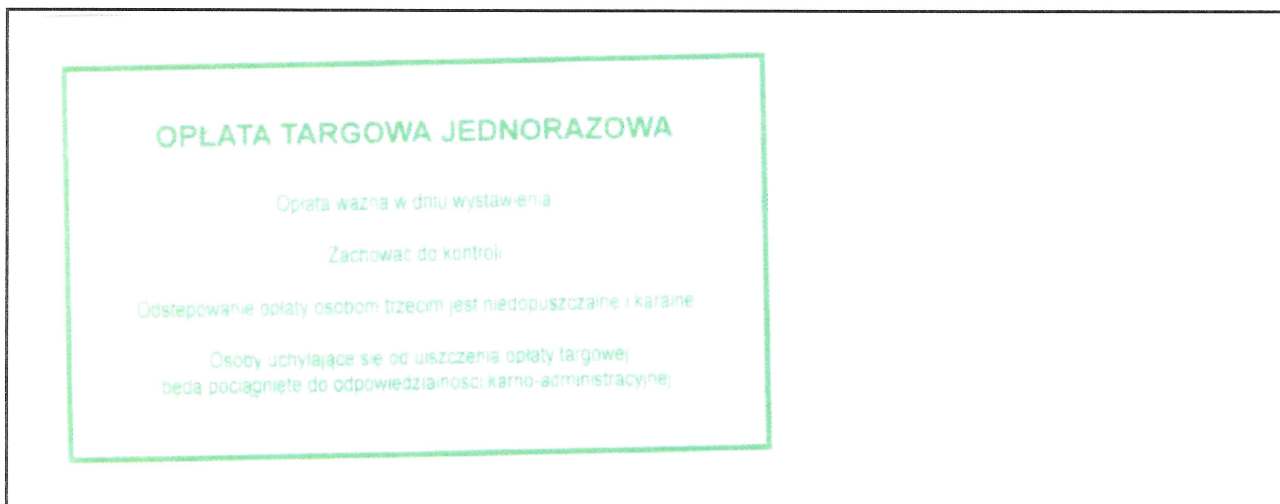 OPŁATA TARGOWA JEDNORAZOWA
Opłata ważna w dniu wystawienia
Zachować do kontroli
Odstępowanie opłaty osobom trzecim jest niedopuszczalne i karalne
Osoby uchylające się od uiszczenia opłaty targowej
będą pociągnięte do odpowiedzialności karno-administracyjnej